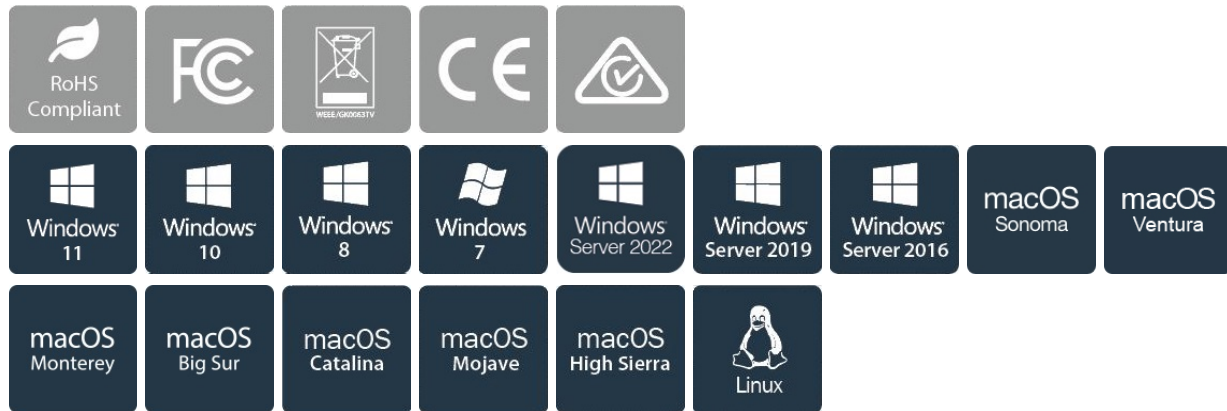 RoHS
Compliant
FC
WEEE/GK0063TV
CE
Windows
11
Windows
10
Windows
8
Windows
7
Windows
Server 2022
Windows
Server 2019
Windows
Server 2016
macOS
Sonoma
macOS
Ventura
macOS
Monterey
macOS
Big Sur
macOS
Catalina
macOS
Mojave
macOS
High Sierra
Linux